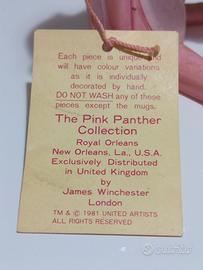 Each piece is unique and
will have colour variations
as it is individually
decorated by hand.
DO NOT WASH any of these
pieces except the mugs.
The Pink Panther
Collection
Royal Orleans
New Orleans, La., U.S.A.
Exclusively Distributed
in United Kingdom
by
James Winchester
London
TM & © 1981 UNITED ARTISTS
ALL RIGHTS RESERVED
subito